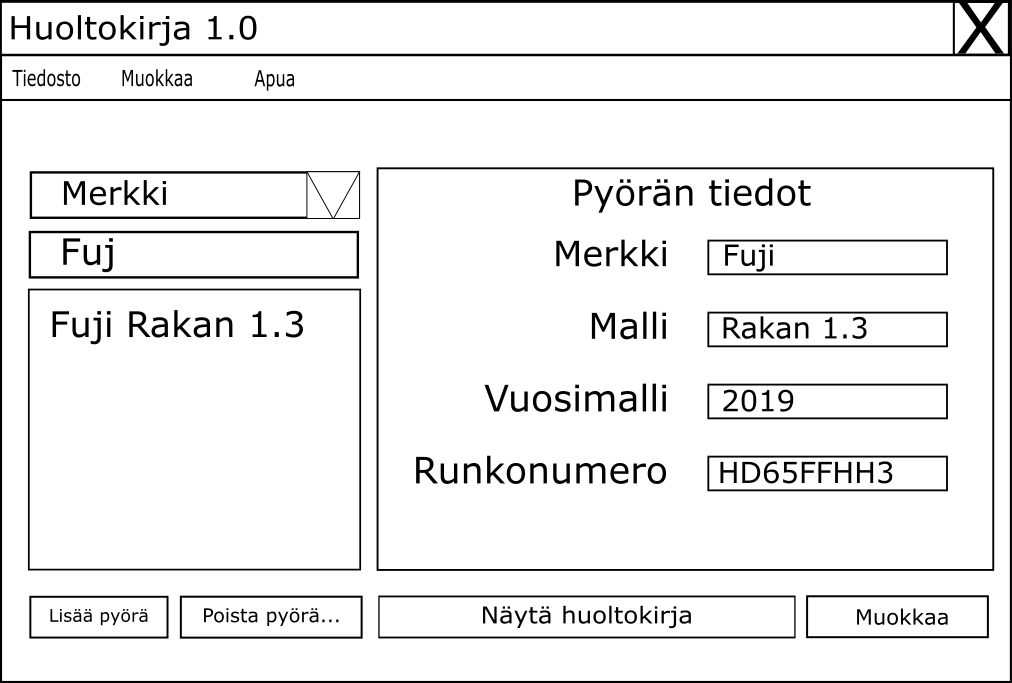 Huoltokirja 1.0
X
Tiedosto Muokkaa Apua
Merkki
Fuj
Fuji Rakan 1.3
Pyörän tiedot
Merkki Fuji
Malli Rakan 1.3
Vuosimalli 2019
Runkonumero HD65FFHH3
Lisää pyörä Poista pyörä... Näytä huoltokirja Muokkaa